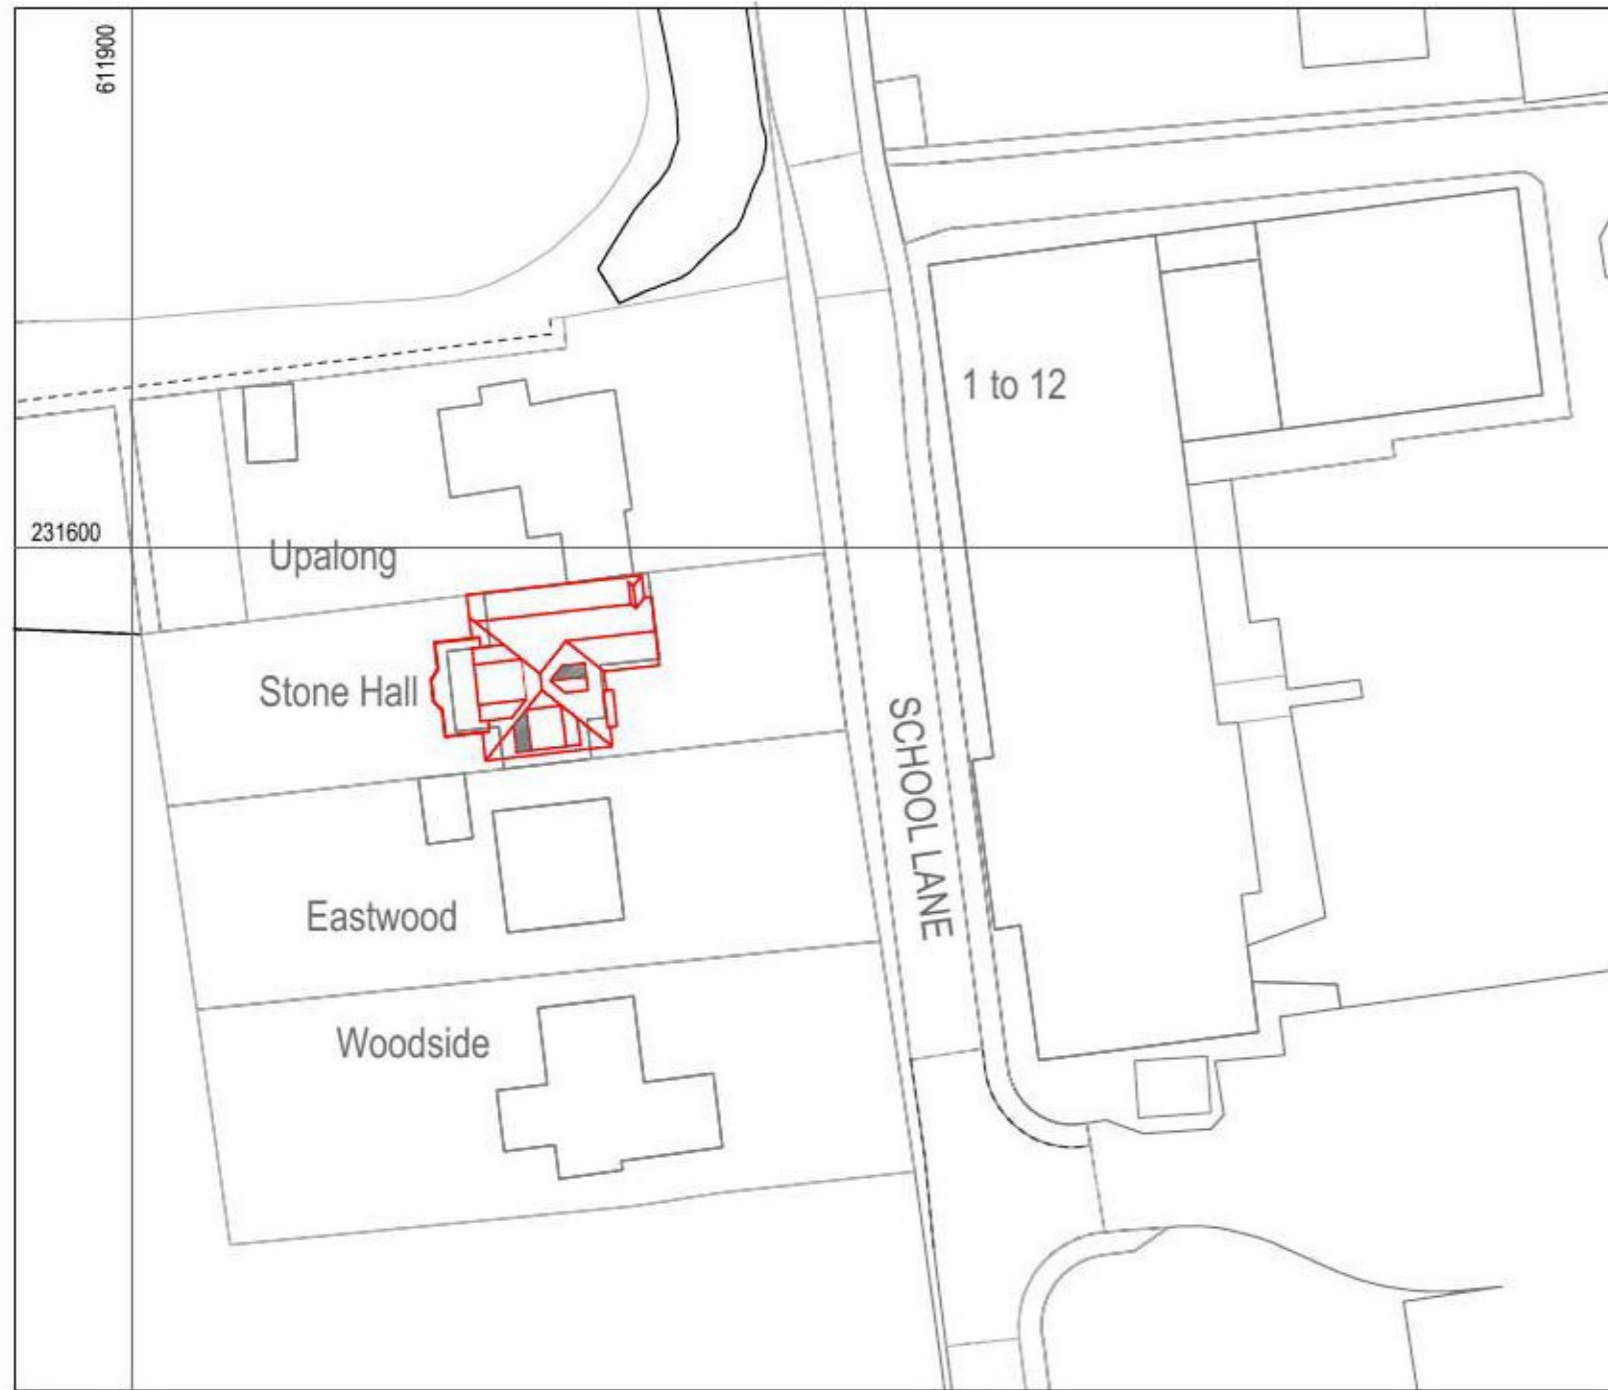 611900
1 to 12
231600
Upalong
Stone Hall
SCHOOL LANE
Eastwood
Woodside